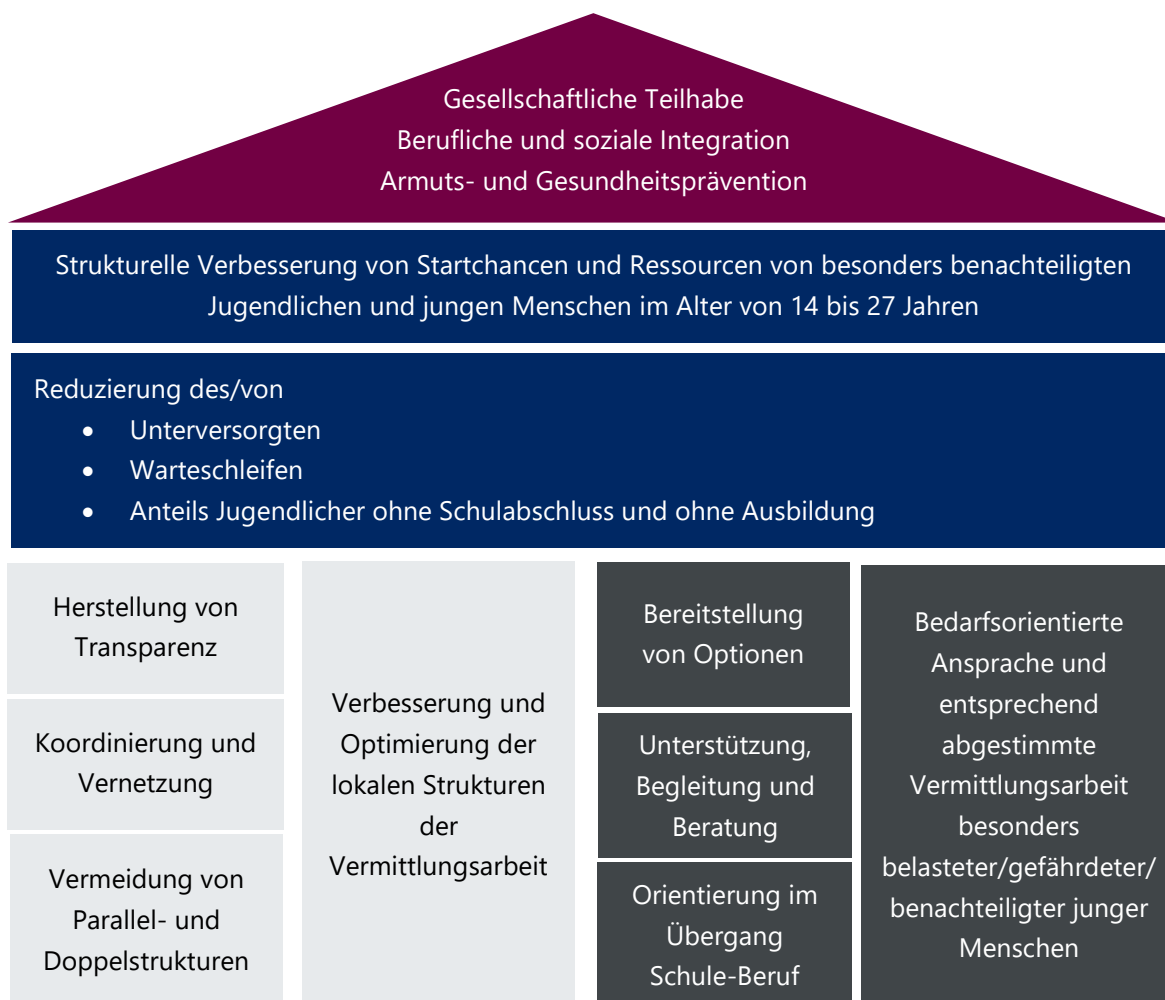 Gesellschaftliche Teilhabe
Berufliche und soziale Integration
Armuts- und Gesundheitsprävention
Strukturelle Verbesserung von Startchancen und Ressourcen von besonders benachteiligten
Jugendlichen und jungen Menschen im Alter von 14 bis 27 Jahren
Reduzierung des/von
• Unterversorgten
• Warteschleifen
• Anteils Jugendlicher ohne Schulabschluss und ohne Ausbildung
Herstellung von
Transparenz
Koordinierung und
Vernetzung
Vermeidung von
Parallel- und
Doppelstrukturen
Verbesserung und
Optimierung der
lokalen Strukturen
der
Vermittlungsarbeit
Bereitstellung
von Optionen
Unterstützung,
Begleitung und
Beratung
Orientierung im
Übergang
Schule-Beruf
Bedarfsorientierte
Ansprache und
entsprechend
abgestimmte
Vermittlungsarbeit
besonders
belasteter/gefährdeter/
benachteiligter junger
Menschen